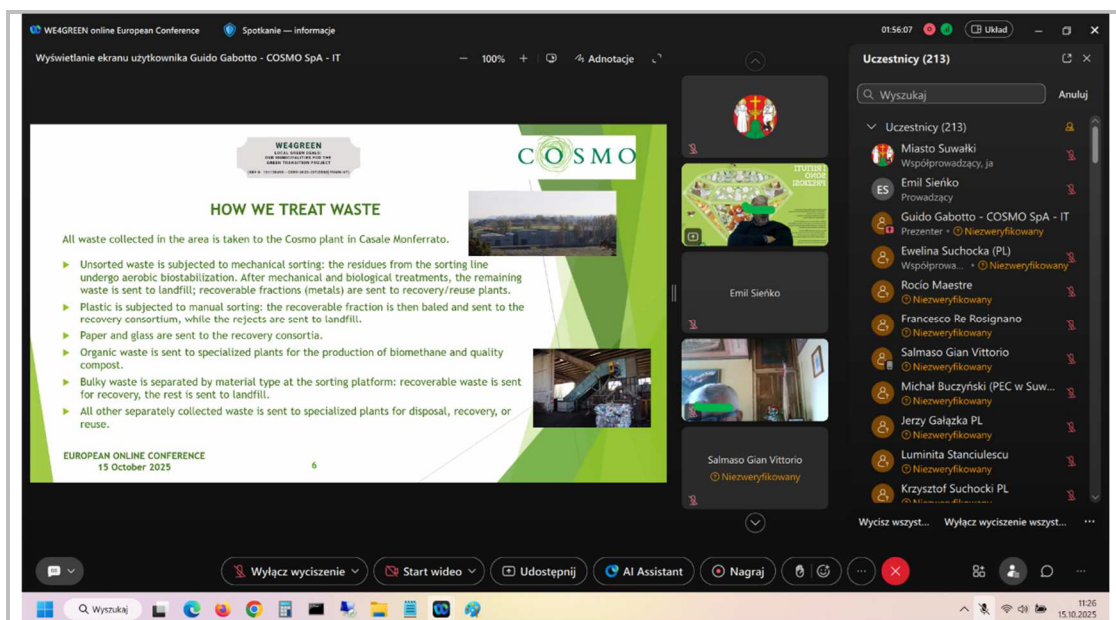 WE4GREEN online European Conference
Spotkanie — informacje
01:56:07
Układ
Wyświetlanie ekranu użytkownika Guido Gabotto - COSMO SpA - IT
100%
Adnotacje
WE4GREEN
LOCAL GREEN DEALS:
OUR MUNICIPALITIES FOR THE
GREEN TRANSITION PROJECT
COSMO
HOW WE TREAT WASTE
All waste collected in the area is taken to the Cosmo plant in Casale Monferrato.
Unsorted waste is subjected to mechanical sorting: the residues from the sorting line
undergo aerobic biostabilization. After mechanical and biological treatments, the remaining
waste is sent to landfill; recoverable fractions (metals) are sent to recovery/reuse plants.
Plastic is subjected to manual sorting: the recoverable fraction is then baled and sent to the
recovery consortium, while the rejects are sent to landfill.
Paper and glass are sent to the recovery consortia.
Organic waste is sent to specialized plants for the production of biomethane and quality
compost.
Bulky waste is separated by material type at the sorting platform: recoverable waste is sent
for recovery, the rest is sent to landfill.
All other separately collected waste is sent to specialized plants for disposal, recovery, or
reuse.
EUROPEAN ONLINE CONFERENCE
15 October 2025
6
Emil Sieńko
Salmaso Gian Vittorio
Niezweryfikowany
Uczestnicy (213)
Wyszukaj
Anuluj
Uczestnicy (213)
Miasto Suwałki
Współprowadzący, ja
ES
Emil Sieńko
Prowadzący
Guido Gabotto - COSMO SpA - IT
Prezenter • Niezweryfikowany
Ewelina Suchocka (PL)
Współprowa... • Niezweryfikowany
Rocío Maestre
Niezweryfikowany
Francesco Re Rosignano
Niezweryfikowany
Salmaso Gian Vittorio
Niezweryfikowany
Michał Buczyński (PEC w Suw...
Niezweryfikowany
Jerzy Gałązka PL
Niezweryfikowany
Luminita Stanciulescu
Niezweryfikowany
Krzysztof Suchocki PL
Wycisz wszyst...
Wyłącz wyciszenie wszyst...
Wyłącz wyciszenie
Start wideo
Udostępnij
AI Assistant
Nagraj
Wyszukaj
11:26
15.10.2025